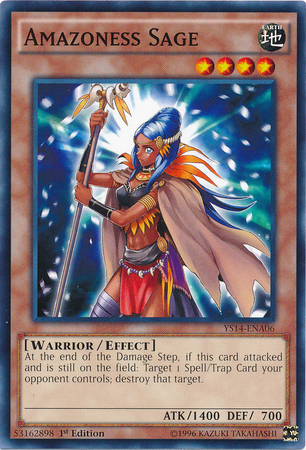 AMAZONESS SAGE
EARTH
地
YS14-ENA06
[WARRIOR / EFFECT]
At the end of the Damage Step, if this card attacked
and is still on the field: Target 1 Spell/Trap Card your
opponent controls; destroy that target.
ATK/1400 DEF/ 700
53162898 1st Edition ©1996 KAZUKI TAKAHASHI